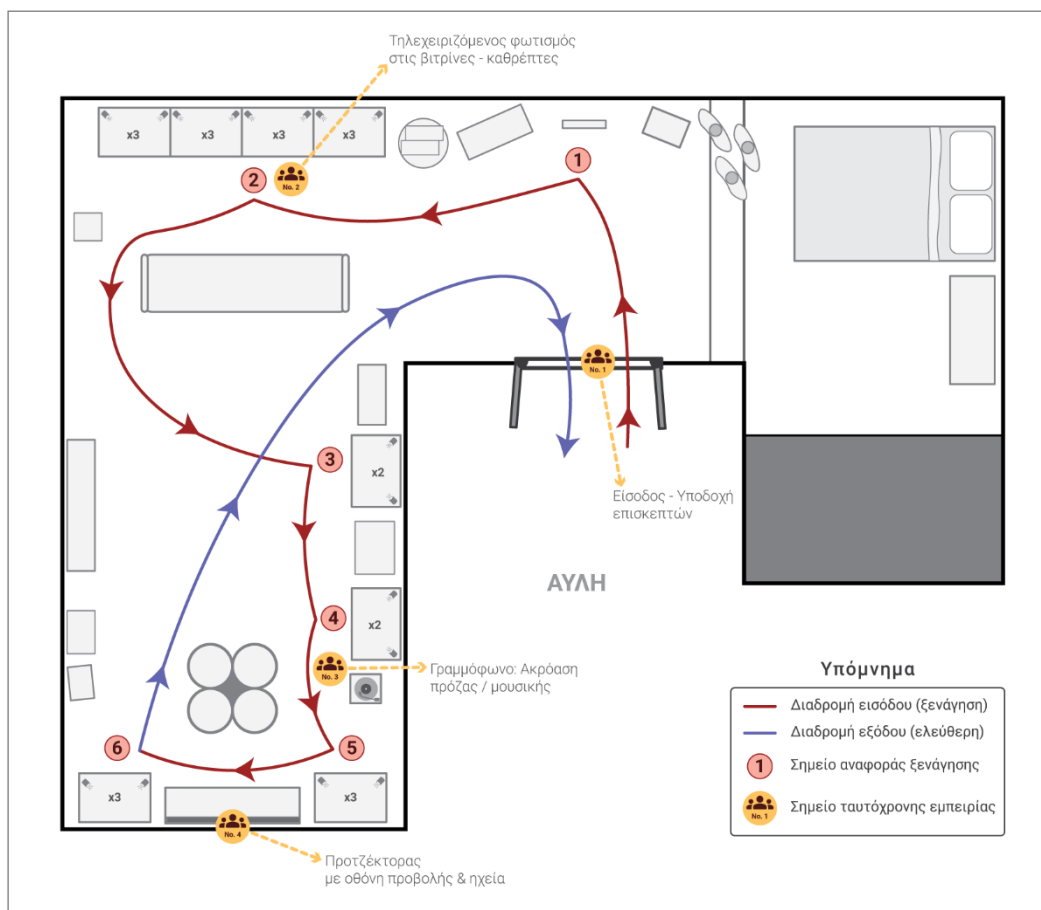 Τηλεχειριζόμενος φωτισμός
στις βιτρίνες - καθρέπτες
x3
x3
x3
x3
1
2
No. 2
No. 1
3
x2
Είσοδος - Υποδοχή
επισκεπτών
ΑΥΛΗ
4
x2
No. 3
Γραμμόφωνο: Ακρόαση
πρόζας / μουσικής
6
5
x3
x3
No. 4
Προτζέκτορας
με οθόνη προβολής & ηχεία
Υπόμνημα
Διαδρομή εισόδου (ξενάγηση)
Διαδρομή εξόδου (ελεύθερη)
1
Σημείο αναφοράς ξενάγησης
No. 1
Σημείο ταυτόχρονης εμπειρίας